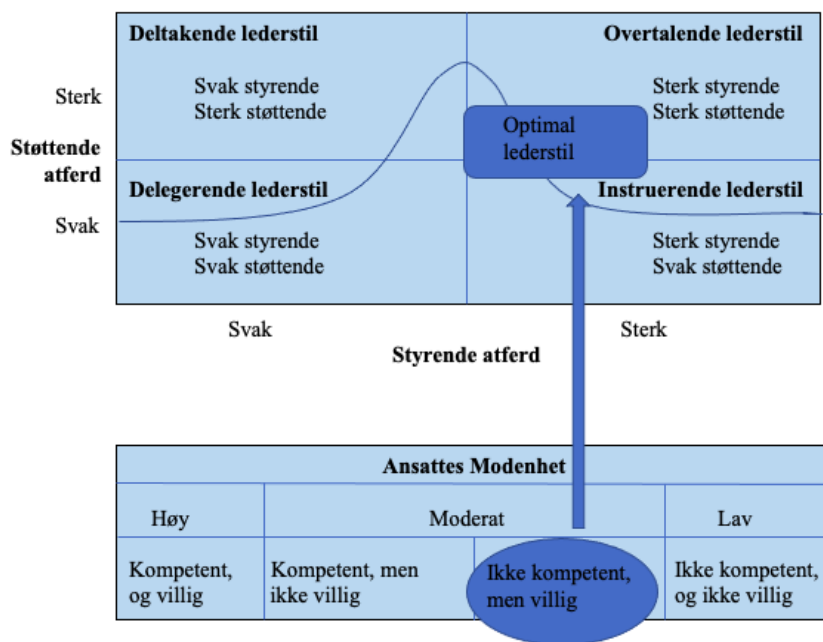 Deltakende lederstil
Overtalende lederstil
Svak styrende
Sterk støttende
Sterk styrende
Sterk støttende
Sterk
Støttende
atferd
Svak
Optimal
lederstil
Delegerende lederstil
Instruerende lederstil
Svak styrende
Svak støttende
Sterk styrende
Svak støttende
Svak
Sterk
Styrende atferd
Ansattes Modenhet
Høy
Moderat
Lav
Kompetent,
og villig
Kompetent, men
ikke villig
Ikke kompetent,
men villig
Ikke kompetent,
og ikke villig